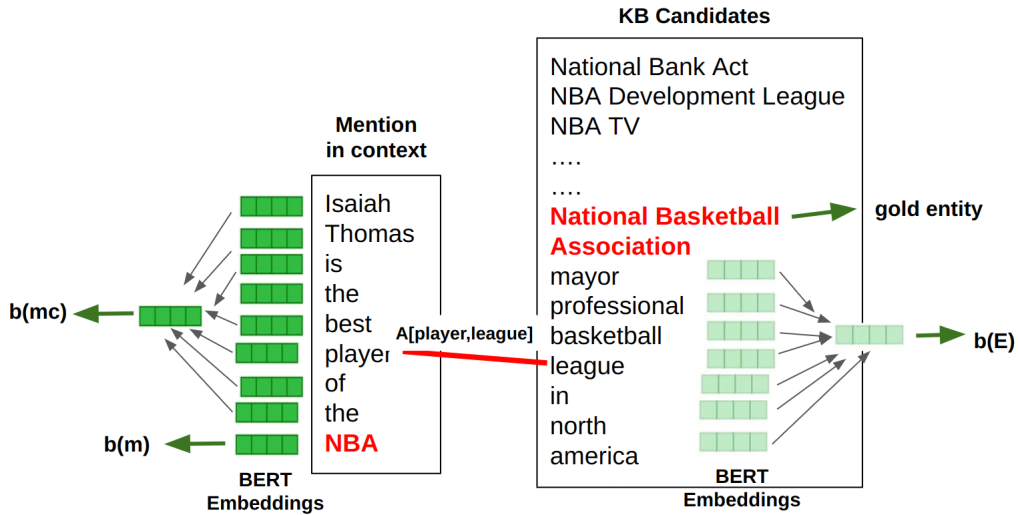 KB Candidates
National Bank Act
NBA Development League
NBA TV
....
....
National Basketball
Association
mayor
professional
basketball
league
in
north
america
gold entity
b(E)
BERT
Embeddings
A[player,league]
Mention
in context
Isaiah
Thomas
is
the
best
player
of
the
NBA
b(mc)
b(m)
BERT
Embeddings